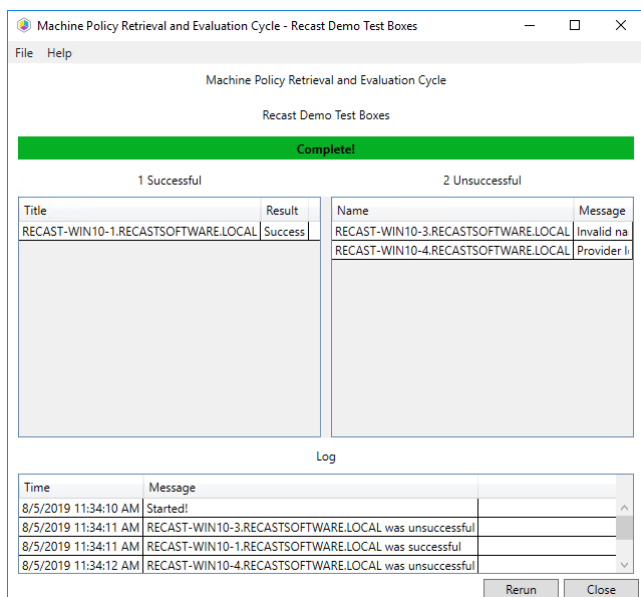 Machine Policy Retrieval and Evaluation Cycle - Recast Demo Test Boxes
File Help
Machine Policy Retrieval and Evaluation Cycle
Recast Demo Test Boxes
Complete!
1 Successful
2 Unsuccessful
Title Result
RECAST-WIN10-1.RECASTSOFTWARE.LOCAL Success
Name Message
RECAST-WIN10-3.RECASTSOFTWARE.LOCAL Invalid na
RECAST-WIN10-4.RECASTSOFTWARE.LOCAL Provider
Log
Time Message
8/5/2019 11:34:10 AM Started!
8/5/2019 11:34:11 AM RECAST-WIN10-3.RECASTSOFTWARE.LOCAL was unsuccessful
8/5/2019 11:34:11 AM RECAST-WIN10-1.RECASTSOFTWARE.LOCAL was successful
8/5/2019 11:34:12 AM RECAST-WIN10-4.RECASTSOFTWARE.LOCAL was unsuccessful
Rerun Close